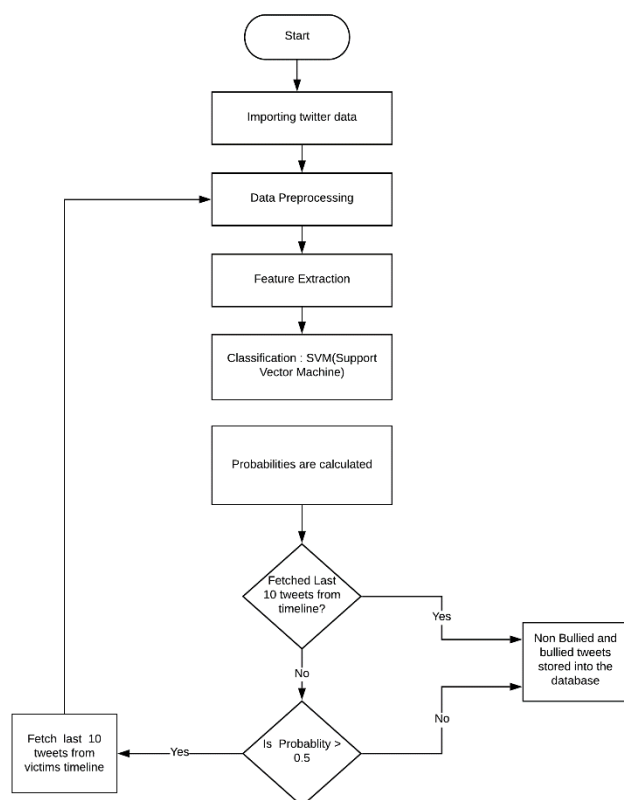 Start
Importing twitter data
Data Preprocessing
Feature Extraction
Classification : SVM(Support
Vector Machine)
Probabilities are calculated
Fetched Last
10 tweets from
timeline?
Yes
Non Bullied and
bullied tweets
stored into the
database
No
No
Is Probablity >
0.5
Yes
Fetch last 10
tweets from
victims timeline